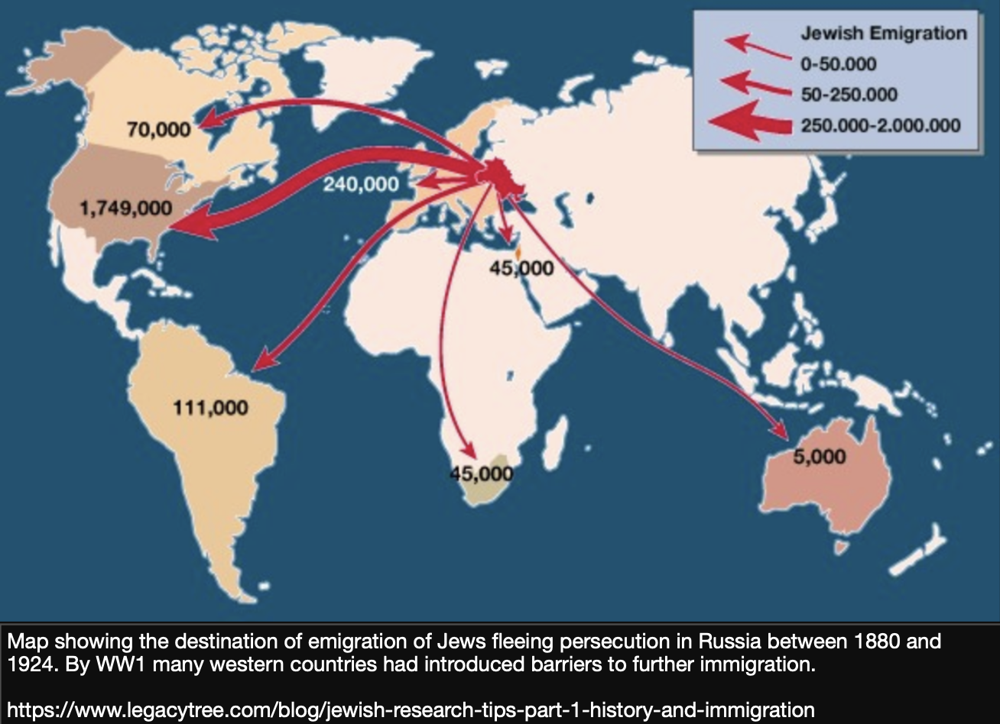 Jewish Emigration
0-50.000
50-250.000
250.000-2.000.000
70,000
240,000
1,749,000
45,000
111,000
45,000
5,000
Map showing the destination of emigration of Jews fleeing persecution in Russia between 1880 and
1924. By WW1 many western countries had introduced barriers to further immigration.
https://www.legacytree.com/blog/jewish-research-tips-part-1-history-and-immigration